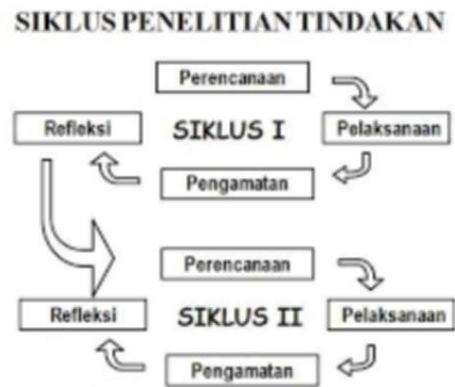 SIKLUS PENELITIAN TINDAKAN
Perencanaan
Refleksi
SIKLUS I
Pelaksanaan
Pengamatan
Perencanaan
Refleksi
SIKLUS II
Pelaksanaan
Pengamatan